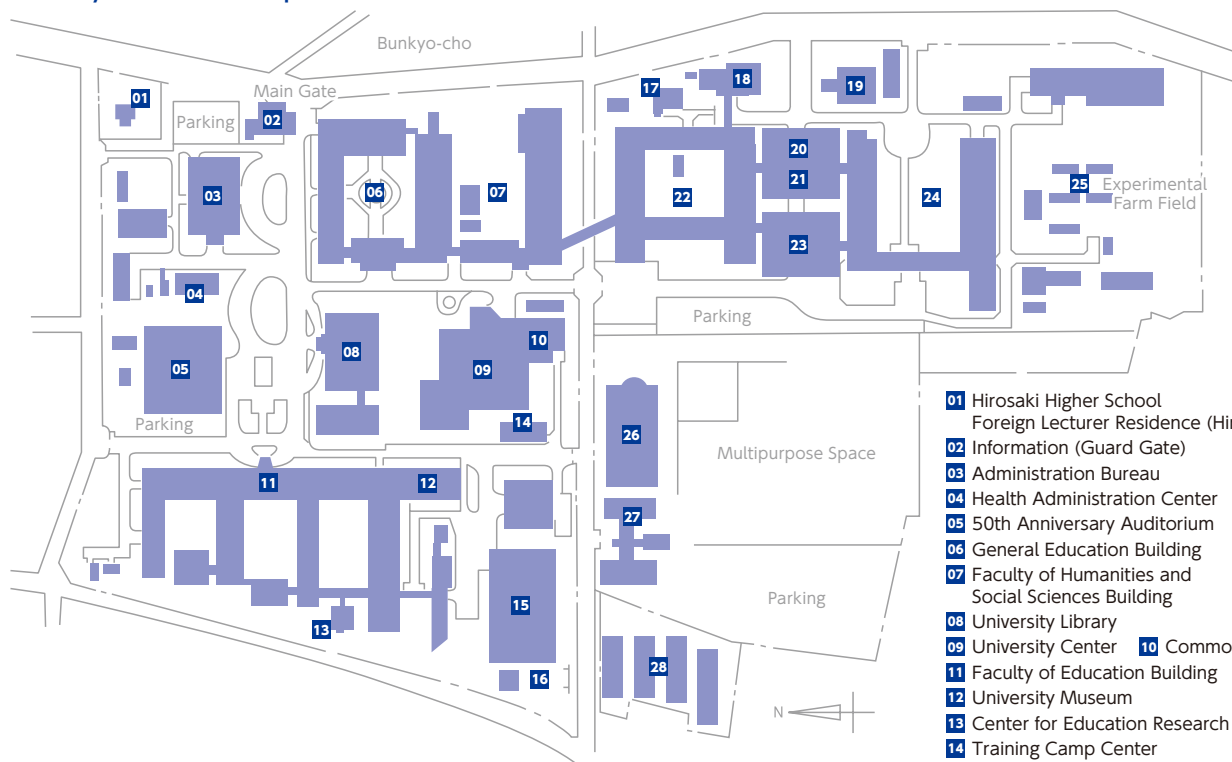 Bunkyo-cho
Main Gate
01
02
Parking
17
18
19
03
06
07
20
21
22
24
25
Experimental
Farm Field
23
04
05
08
10
09
Parking
Parking
14
26
Multipurpose Space
11
12
27
15
13
16
28
Parking
N
01 Hirosaki Higher School
Foreign Lecturer Residence (Hir
02 Information (Guard Gate)
03 Administration Bureau
04 Health Administration Center
05 50th Anniversary Auditorium
06 General Education Building
07 Faculty of Humanities and
Social Sciences Building
08 University Library
09 University Center 10 Commo
11 Faculty of Education Building
12 University Museum
13 Center for Education Research
14 Training Camp Center